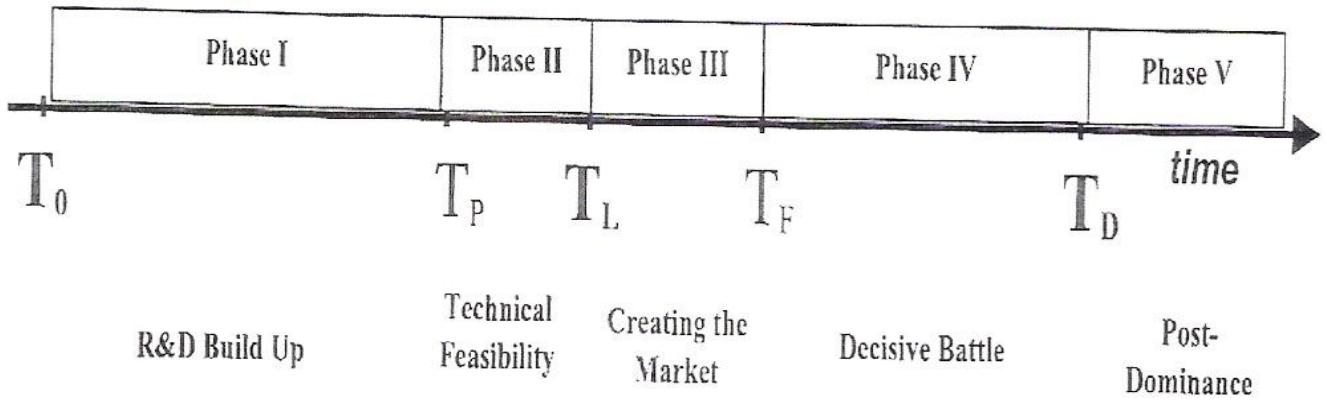 Phase I
Phase II
Phase III
Phase IV
Phase V
time
T0
TP
TL
TF
TD
R&D Build Up
Technical
Feasibility
Creating the
Market
Decisive Battle
Post-
Dominance